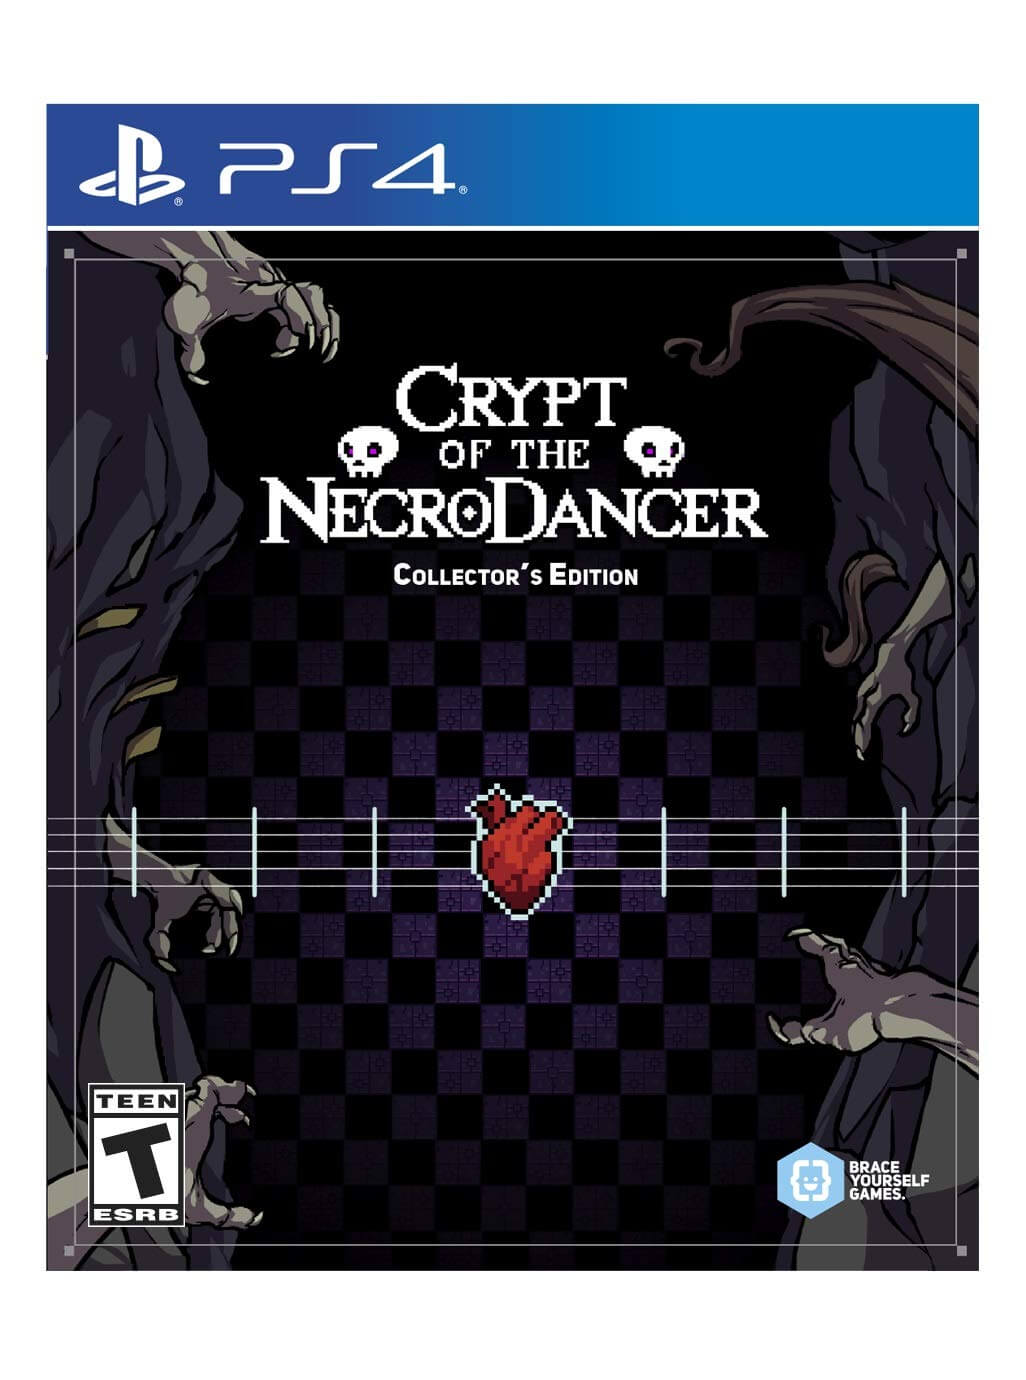 PS4
CRYPT
OF THE
NECRODANCER
COLLECTOR'S EDITION
TEEN
T
ESRB
BRACE
YOURSELF
GAMES.